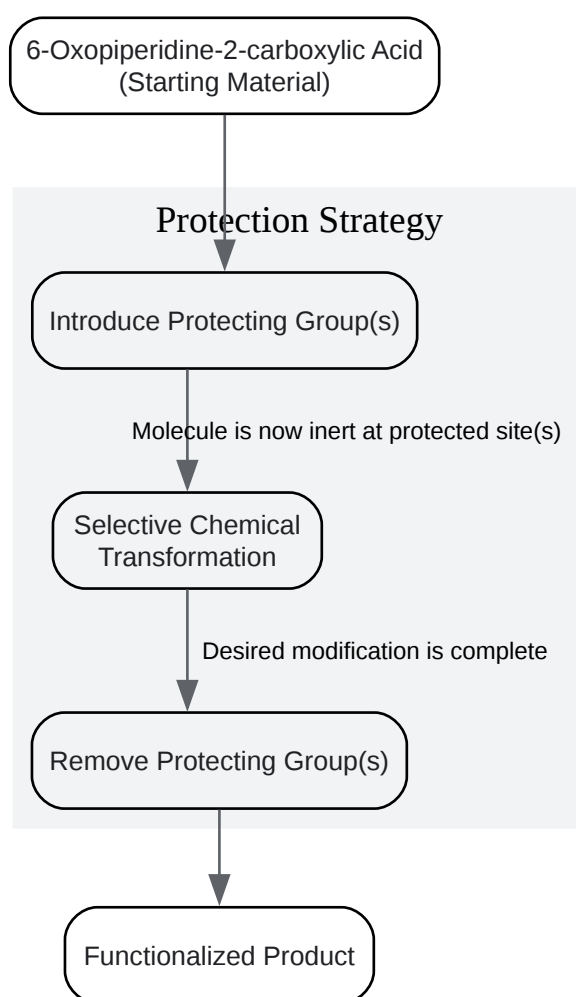 6-Oxopiperidine-2-carboxylic Acid
(Starting Material)
Protection Strategy
Introduce Protecting Group(s)
Molecule is now inert at protected site(s)
Selective Chemical
Transformation
Desired modification is complete
Remove Protecting Group(s)
Functionalized Product